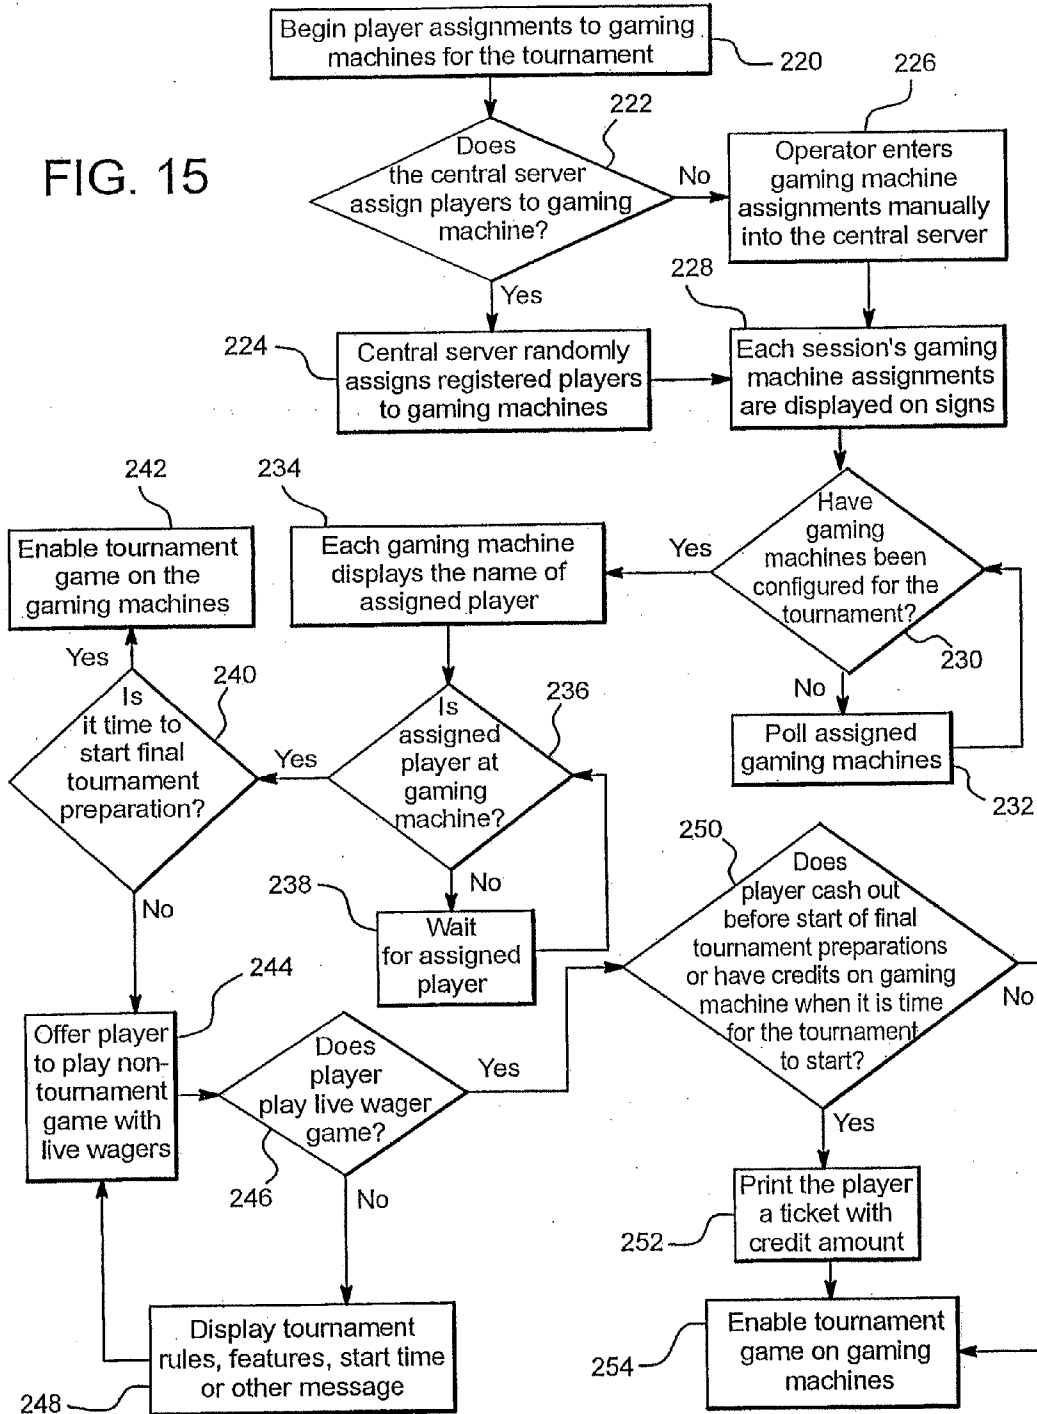 Begin player assignments to gaming
machines for the tournament
220
FIG. 15
222
Does
the central server
assign players to gaming
machine?
No
Yes
226
Operator enters
gaming machine
assignments manually
into the central server
224
Central server randomly
assigns registered players
to gaming machines
228
Each session's gaming
machine assignments
are displayed on signs
Have
gaming
machines been
configured for the
tournament?
230
Yes
No
Poll assigned
gaming machines
232
234
Each gaming machine
displays the name of
assigned player
236
Is
assigned
player at
gaming
machine?
Yes
No
238
Wait
for assigned
player
240
Is
it time to
start final
tournament
preparation?
Yes
No
242
Enable tournament
game on the
gaming machines
244
Offer player
to play non-
tournament
game with
live wagers
Does
player
play live wager
game?
246
Yes
No
248
Display tournament
rules, features, start time
or other message
250
Does
player cash out
before start of final
tournament preparations
or have credits on gaming
machine when it is time
for the tournament
to start?
No
Yes
252
Print the player
a ticket with
credit amount
254
Enable tournament
game on gaming
machines